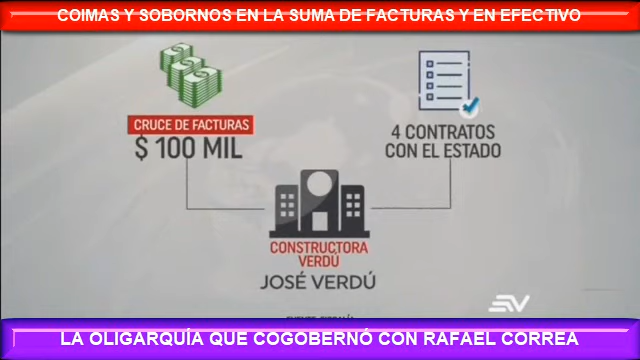 COIMAS Y SOBORNOS EN LA SUMA DE FACTURAS Y EN EFECTIVO
CRUCE DE FACTURAS
$ 100 MIL
4 CONTRATOS
CON EL ESTADO
CONSTRUCTORA
VERDÚ
JOSÉ VERDÚ
LA OLIGARQUÍA QUE COGOBERNÓ CON RAFAEL CORREA